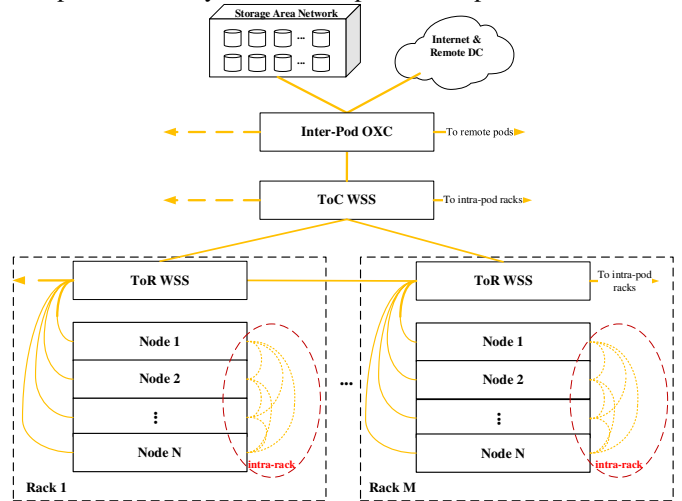 Storage Area Network
...
...
Internet &
Remote DC
Inter-Pod OXC
To remote pods
ToC WSS
To intra-pod racks
ToR WSS
ToR WSS
To intra-pod
racks
Node 1
Node 2
⋮
Node N
intra-rack
Rack 1
...
Node 1
Node 2
⋮
Node N
intra-rack
Rack M